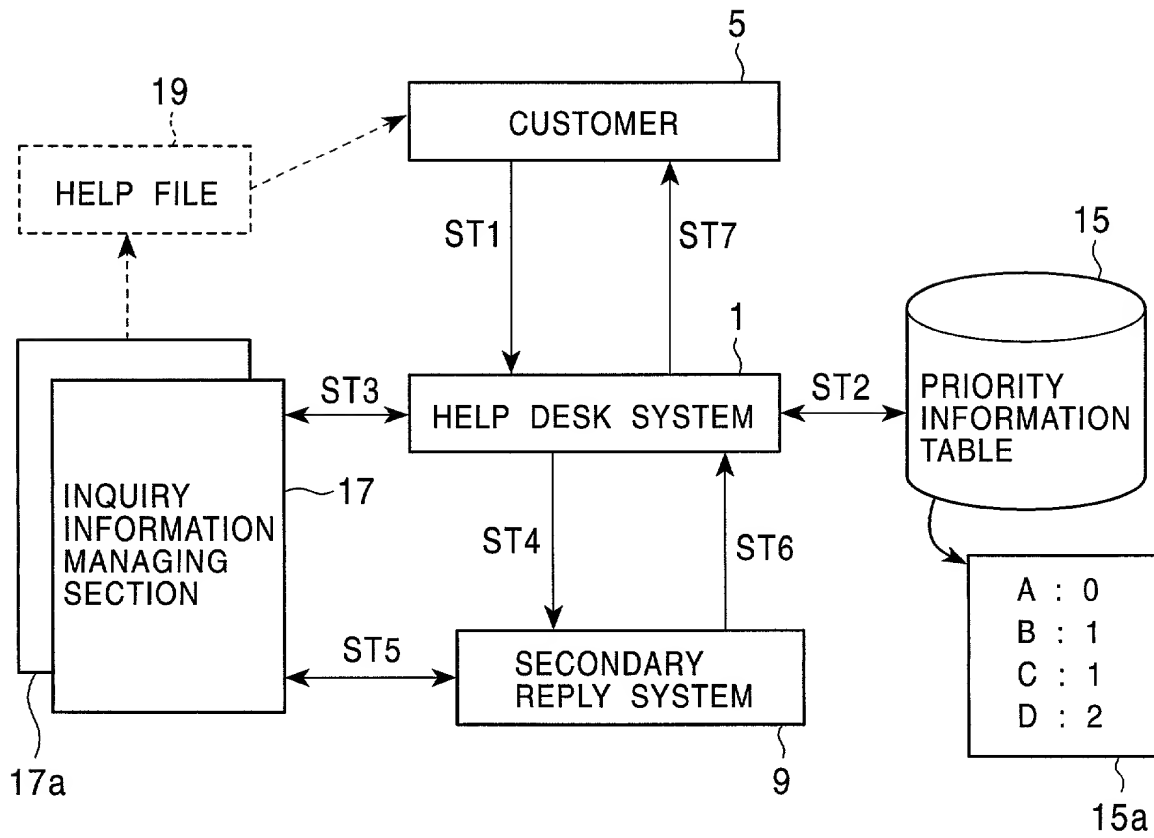 5
19
CUSTOMER
HELP FILE
ST1
ST7
15
1
ST3
HELP DESK SYSTEM
ST2
PRIORITY
INFORMATION
TABLE
INQUIRY
INFORMATION
MANAGING
SECTION
17
ST4
ST6
A : 0
B : 1
C : 1
D : 2
ST5
SECONDARY
REPLY SYSTEM
17a
9
15a